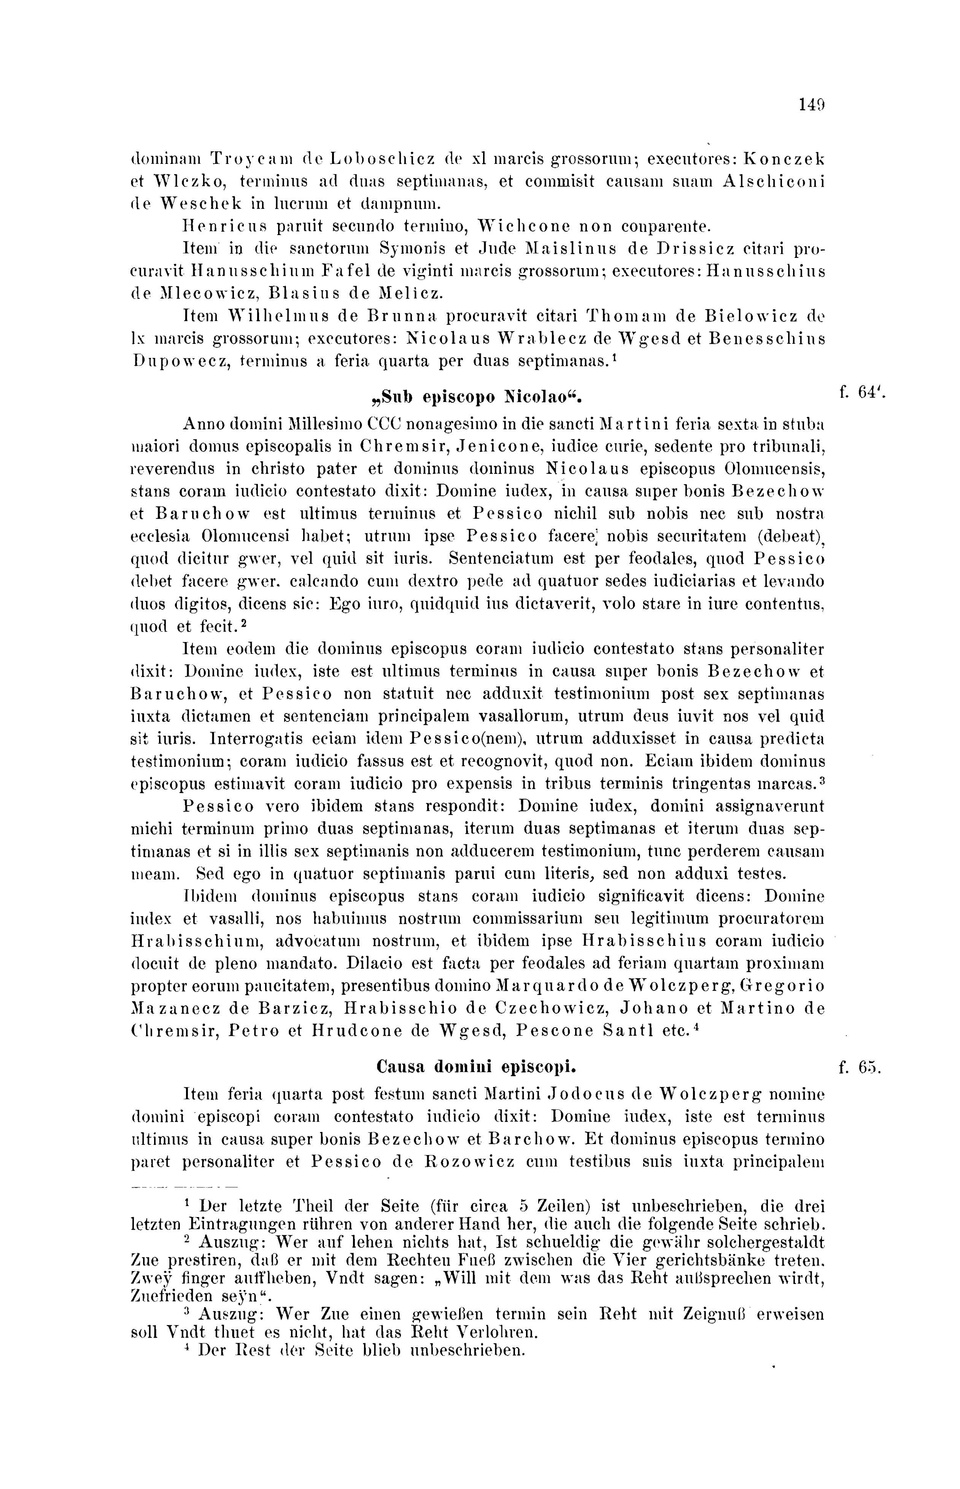 149
dominam Troycam de Loboschicz de xl marcis grossorum; executores: Konczek
et Wlczko, terminus ad duas septimanas, et commisit causam suam Alschiconi
de Weschek in lucrum et dampnum.
Henricus paruit secundo termino, Wichcone non conparente.
Item in die sanctorum Symonis et Jude Maislinus de Drissicz citari pro-
curavit Hanusschium Fafel de viginti marcis grossorum; executores: Hanusschius
de Mlecowicz, Blasius de Melicz.
Item Wilhelmus de Brunna procuravit citari Thomam de Bielowicz de
lx marcis grossorum; executores: Nicolaus Wrablecz de Wgesd et Benesschius
Dupowecz, terminus a feria quarta per duas septimanas.¹
„Sub episcopo Nicolao“. f. 64'.
Anno domini Millesimo CCC nonagesimo in die sancti Martini feria sexta in stuba
maiori domus episcopalis in Chremsir, Jenicone, iudice curie, sedente pro tribunali,
reverendus in christo pater et dominus dominus Nicolaus episcopus Olomucensis,
stans coram iudicio contestato dixit: Domine iudex, in causa super bonis Bezechow
et Baruchow est ultimus terminus et Pessico nichil sub nobis nec sub nostra
ecclesia Olomucensi habet; utrum ipse Pessico facere nobis securitatem (debeat),
quod dicitur gwer, vel quid sit iuris. Sentenciatum est per feodales, quod Pessico
debet facere gwer, calcando cum dextro pede ad quatuor sedes iudiciarias et levando
duos digitos, dicens sic: Ego iuro, quidquid ius dictaverit, volo stare in iure contentus,
quod et fecit.²
Item eodem die dominus episcopus coram iudicio contestato stans personaliter
dixit: Domine iudex, iste est ultimus terminus in causa super bonis Bezechow et
Baruchow, et Pessico non statuit nec adduxit testimonium post sex septimanas
iuxta dictamen et sentenciam principalem vasallorum, utrum deus iuvit nos vel quid
sit iuris. Interrogatis eciam idem Pessico(nem), utrum adduxisset in causa predicta
testimonium; coram iudicio fassus est et recognovit, quod non. Eciam ibidem dominus
episcopus estimavit coram iudicio pro expensis in tribus terminis tringentas marcas.³
Pessico vero ibidem stans respondit: Domine iudex, domini assignaverunt
michi terminum primo duas septimanas, iterum duas septimanas et iterum duas sep-
timanas et si in illis sex septimanis non adducerem testimonium, tunc perderem causam
meam. Sed ego in quatuor septimanis parui cum literis, sed non adduxi testes.
Ibidem dominus episcopus stans coram iudicio significavit dicens: Domine
iudex et vasalli, nos habuimus nostrum commissarium seu legitimum procuratorem
Hrabisschium, advocatum nostrum, et ibidem ipse Hrabisschius coram iudicio
docuit de pleno mandato. Dilacio est facta per feodales ad feriam quartam proximam
propter eorum paucitatem, presentibus domino Marquardo de Wolczperg, Gregorio
Mazanecz de Barzicz, Hrabisschio de Czechowicz, Johano et Martino de
Chremsir, Petro et Hrudcone de Wgesd, Pescone Santl etc.⁴
Causa domini episcopi. f. 65.
Item feria quarta post festum sancti Martini Jodocus de Wolczperg nomine
domini episcopi coram contestato iudicio dixit: Domine iudex, iste est terminus
ultimus in causa super bonis Bezechow et Barchow. Et dominus episcopus termino
paret personaliter et Pessico de Rozowicz cum testibus suis iuxta principalem
¹ Der letzte Theil der Seite (für circa 5 Zeilen) ist unbeschrieben, die drei
letzten Eintragungen rühren von anderer Hand her, die auch die folgende Seite schrieb.
² Auszug: Wer auf lehen nichts hat, Ist schueldig die gewähr solchergestaldt
Zue prestiren, daß er mit dem Rechten Fueß zwischen die Vier gerichtsbänke treten.
Zweÿ finger auffheben, Vndt sagen: „Will mit dem was das Reht außsprechen wirdt,
Zuefrieden seÿn“.
³ Auszug: Wer Zue einen gewießen termin sein Reht mit Zeignuß erweisen
soll Vndt thuet es nicht, hat das Reht Verlohren.
⁴ Der Rest der Seite blieb unbeschrieben.